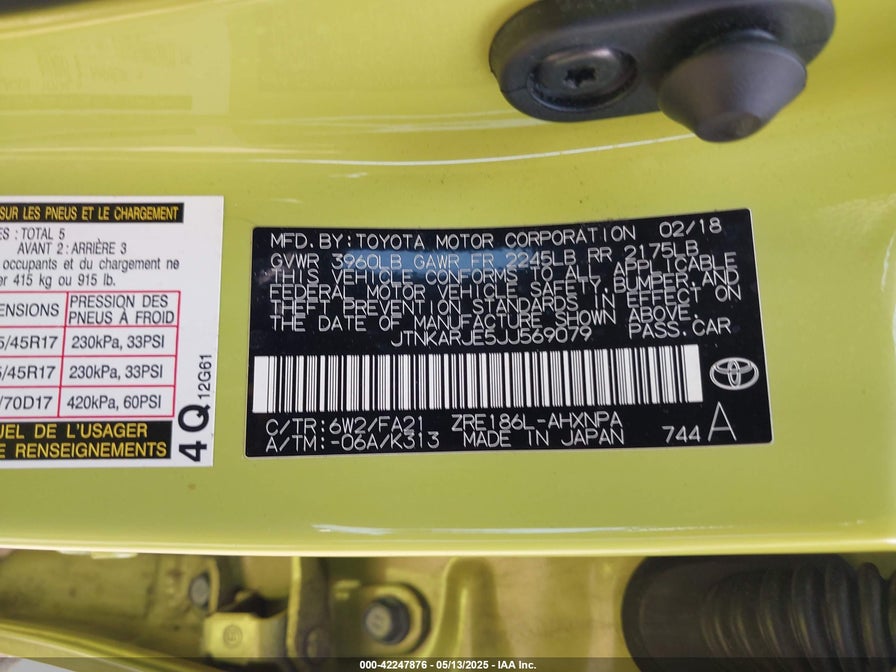 SUR LES PNEUS ET LE CHARGEMENT
ES : TOTAL 5
AVANT 2 : ARRIÈRE 3
occupants et du chargement ne
er 415 kg ou 915 lb.
ENSIONS PRESSION DES
PNEUS À FROID
5/45R17 230kPa, 33PSI
5/45R17 230kPa, 33PSI
/70D17 420kPa, 60PSI
UEL DE L'USAGER
E RENSEIGNEMENTS
4Q 12G61
MFD. BY: TOYOTA MOTOR CORPORATION 02/18
GVWR 3960LB GAWR FR 2245LB RR 2175LB
THIS VEHICLE CONFORMS TO ALL APPLICABLE
FEDERAL MOTOR VEHICLE SAFETY, BUMPER, AND
THEFT PREVENTION STANDARDS IN EFFECT ON
THE DATE OF MANUFACTURE SHOWN ABOVE.
JTNKARJE5JJ569079 PASS. CAR
C/TR: 6W2/FA21 ZRE186L-AHXNPA
A/TM: -06A/K313 MADE IN JAPAN 744 A
000-42247876 - 05/13/2025 - IAA Inc.